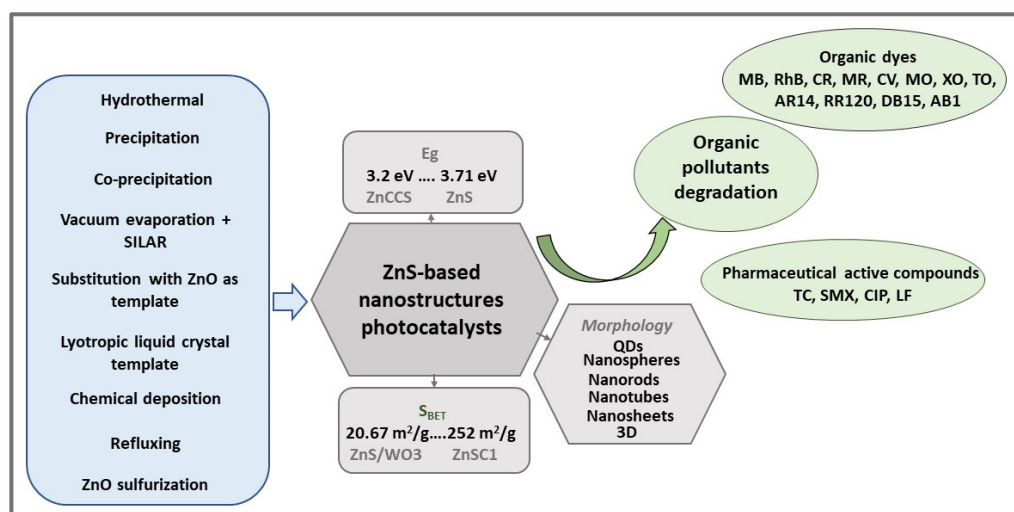 Hydrothermal
Precipitation
Co-precipitation
Vacuum evaporation +
SILAR
Substitution with ZnO as
template
Lyotropic liquid crystal
template
Chemical deposition
Refluxing
ZnO sulfurization
Eg
3.2 eV .... 3.71 eV
ZnCCS ZnS
ZnS-based
nanostructures
photocatalysts
S_BET
20.67 m²/g....252 m²/g
ZnS/WO3 ZnSC1
Morphology
QDs
Nanospheres
Nanorods
Nanotubes
Nanosheets
3D
Organic
pollutants
degradation
Organic dyes
MB, RhB, CR, MR, CV, MO, XO, TO,
AR14, RR120, DB15, AB1
Pharmaceutical active compounds
TC, SMX, CIP, LF